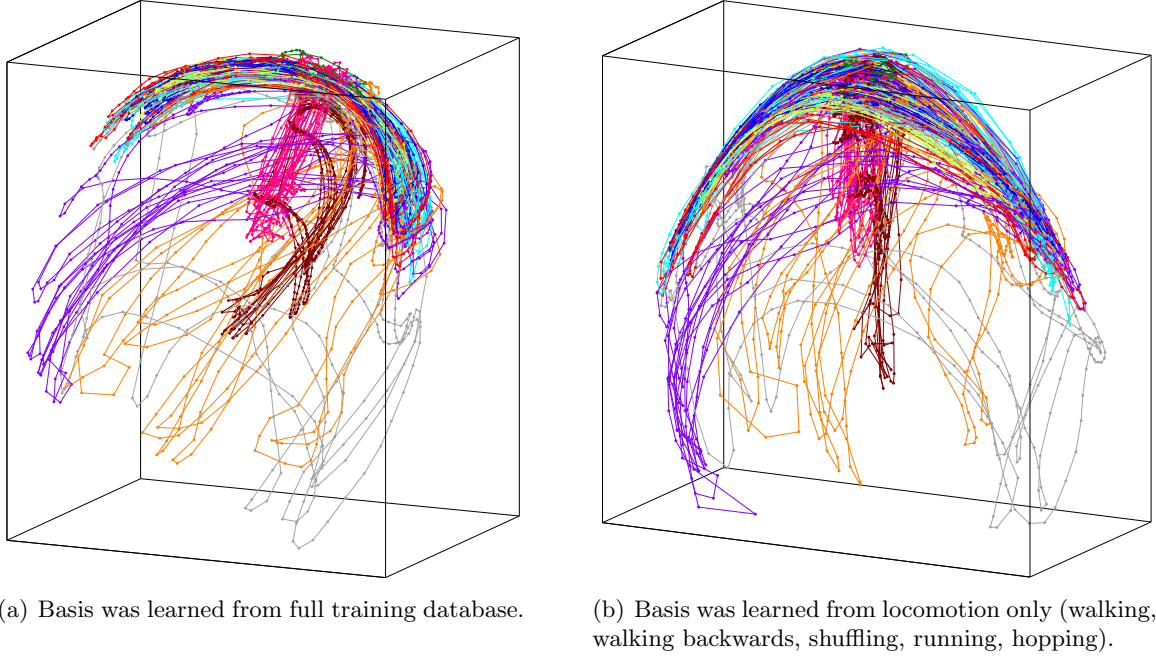 (a) Basis was learned from full training database.
(b) Basis was learned from locomotion only (walking,
walking backwards, shuffling, running, hopping).